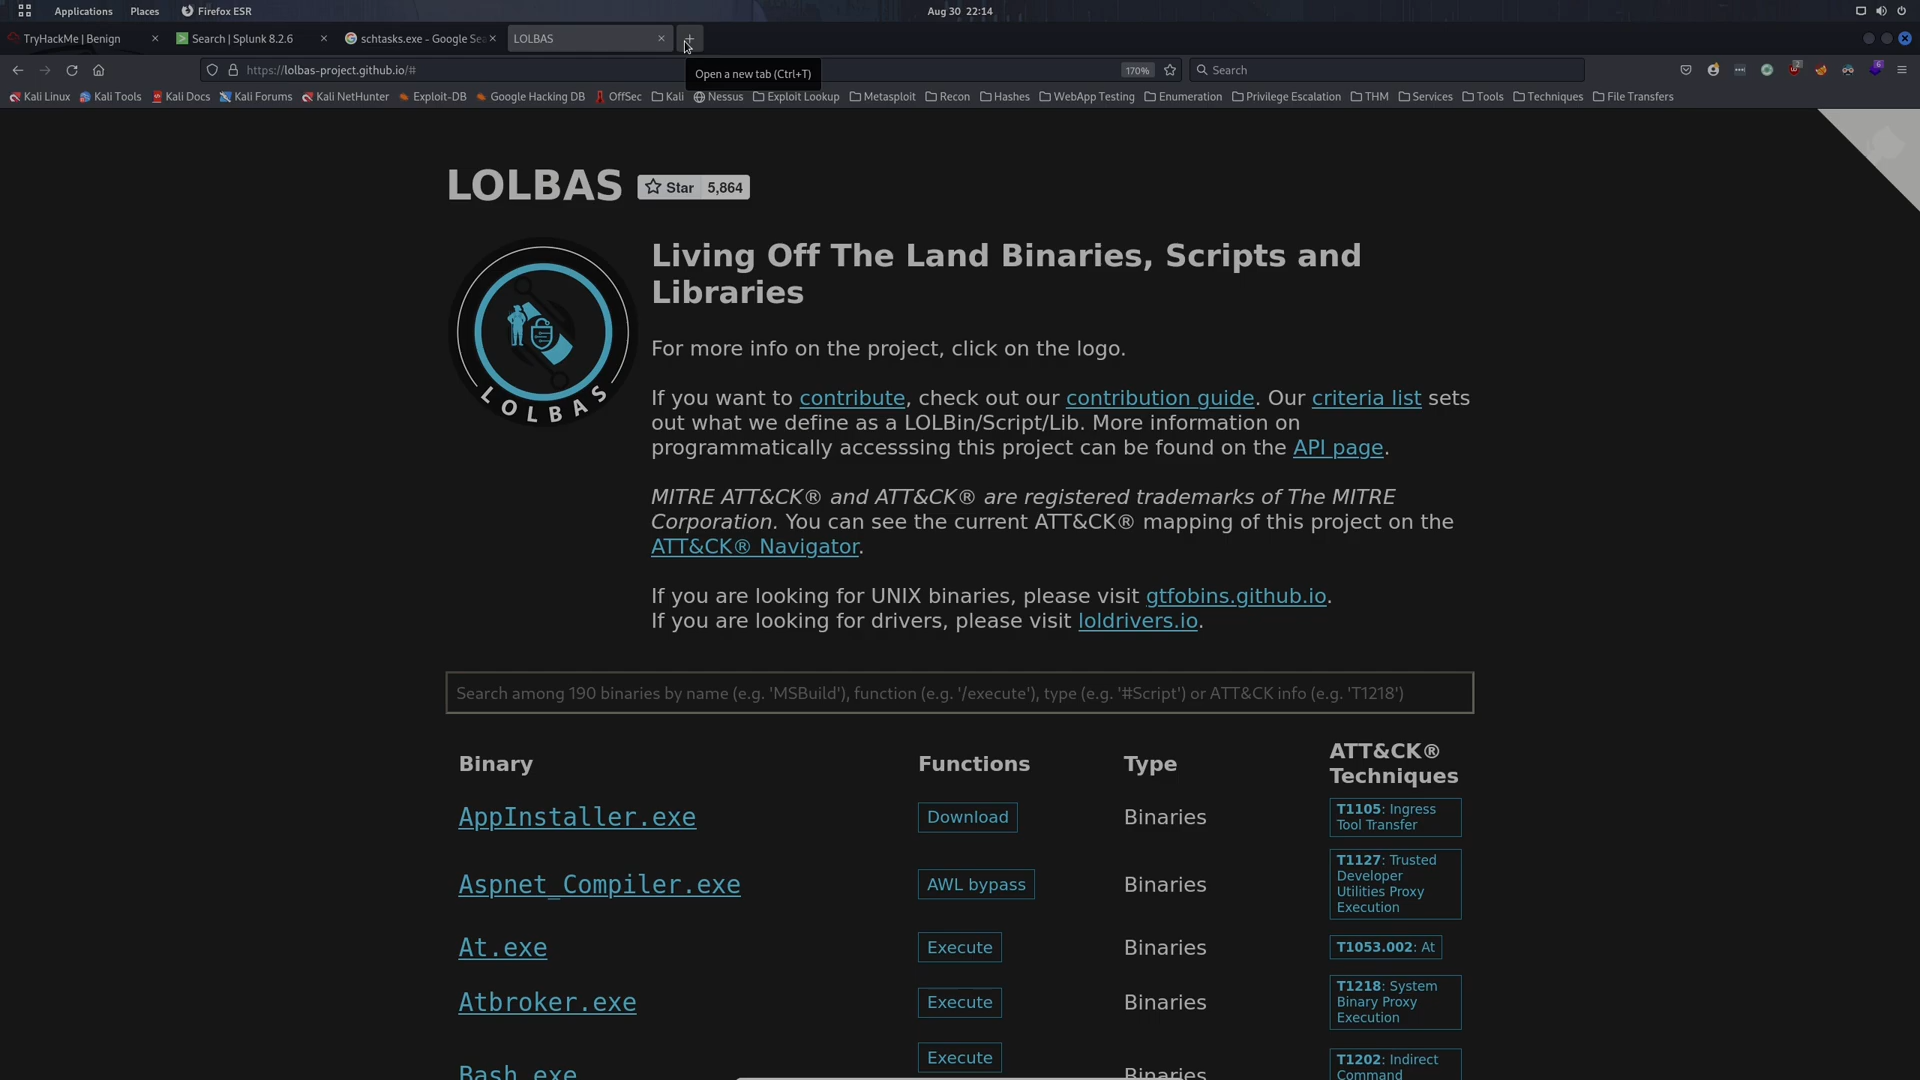 Applications Places Firefox ESR Aug 30 22:14
TryHackMe | Benign Search | Splunk 8.2.6 schtasks.exe - Google Sea LOLBAS
https://lolbas-project.github.io/# 170% Search
Open a new tab (Ctrl+T)
2 6
Kali Linux Kali Tools Kali Docs Kali Forums Kali NetHunter Exploit-DB Google Hacking DB OffSec Kali Nessus Exploit Lookup Metasploit Recon Hashes WebApp Testing Enumeration Privilege Escalation THM Services Tools Techniques File Transfers
LOLBAS Star 5,864
LOLBAS
Living Off The Land Binaries, Scripts and
Libraries
For more info on the project, click on the logo.
If you want to contribute, check out our contribution guide. Our criteria list sets
out what we define as a LOLBin/Script/Lib. More information on
programmatically accesssing this project can be found on the API page.
MITRE ATT&CK® and ATT&CK® are registered trademarks of The MITRE
Corporation. You can see the current ATT&CK® mapping of this project on the
ATT&CK® Navigator.
If you are looking for UNIX binaries, please visit gtfobins.github.io.
If you are looking for drivers, please visit loldrivers.io.
Search among 190 binaries by name (e.g. 'MSBuild'), function (e.g. '/execute'), type (e.g. '#Script') or ATT&CK info (e.g. 'T1218')
Binary Functions Type ATT&CK®
Techniques
AppInstaller.exe Download Binaries T1105: Ingress
Tool Transfer
Aspnet_Compiler.exe AWL bypass Binaries T1127: Trusted
Developer
Utilities Proxy
Execution
At.exe Execute Binaries T1053.002: At
Atbroker.exe Execute Binaries T1218: System
Binary Proxy
Execution
Bash.exe Execute Binaries T1202: Indirect
Command